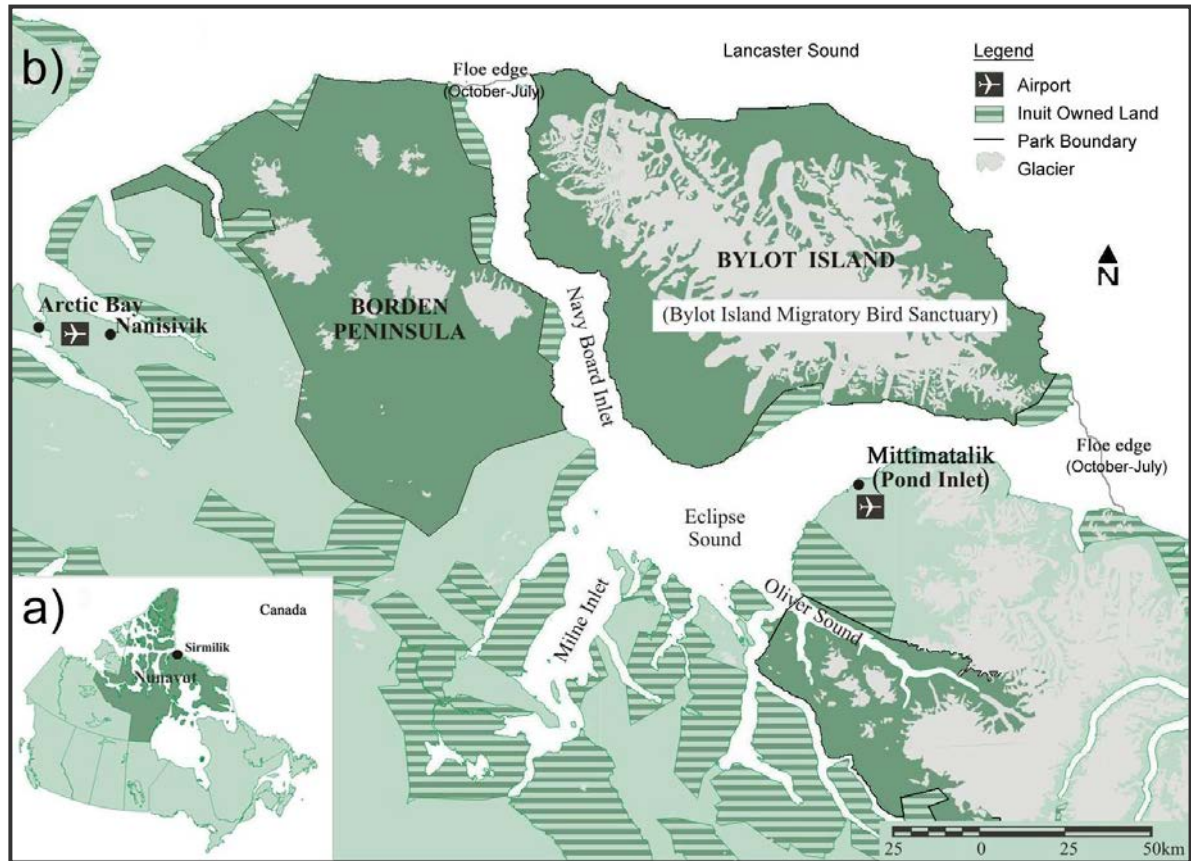 b)
Lancaster Sound
Floe edge
(October-July)
Legend
Airport
Inuit Owned Land
Park Boundary
Glacier
N
BYLOT ISLAND
(Bylot Island Migratory Bird Sanctuary)
Arctic Bay
Nanisivik
BORDEN
PENINSULA
Navy Board Inlet
Floe edge
(October-July)
Mittimatalik
(Pond Inlet)
Eclipse
Sound
Oliver Sound
Milne Inlet
a)
Canada
Sirmilik
Nunavut
25 0 25 50km